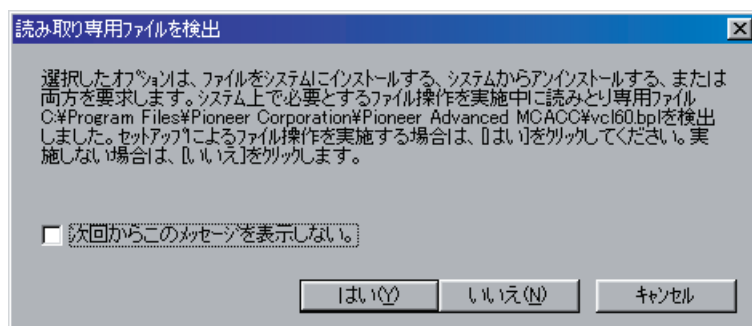 読み取り専用ファイルを検出
選択したオプションは、ファイルをシステムにインストールする、システムからアンインストールする、または
両方を要求します。システム上で必要とするファイル操作を実施中に読みとり専用ファイル
C:¥Program Files¥Pioneer Corporation¥Pioneer Advanced MCACC¥vcl60.bplを検出
しました。セットアップによるファイル操作を実施する場合は、[はい]をクリックしてください。実
施しない場合は、[いいえ]をクリックします。
次回からこのメッセージを表示しない。
はい(Y)
いいえ(N)
キャンセル